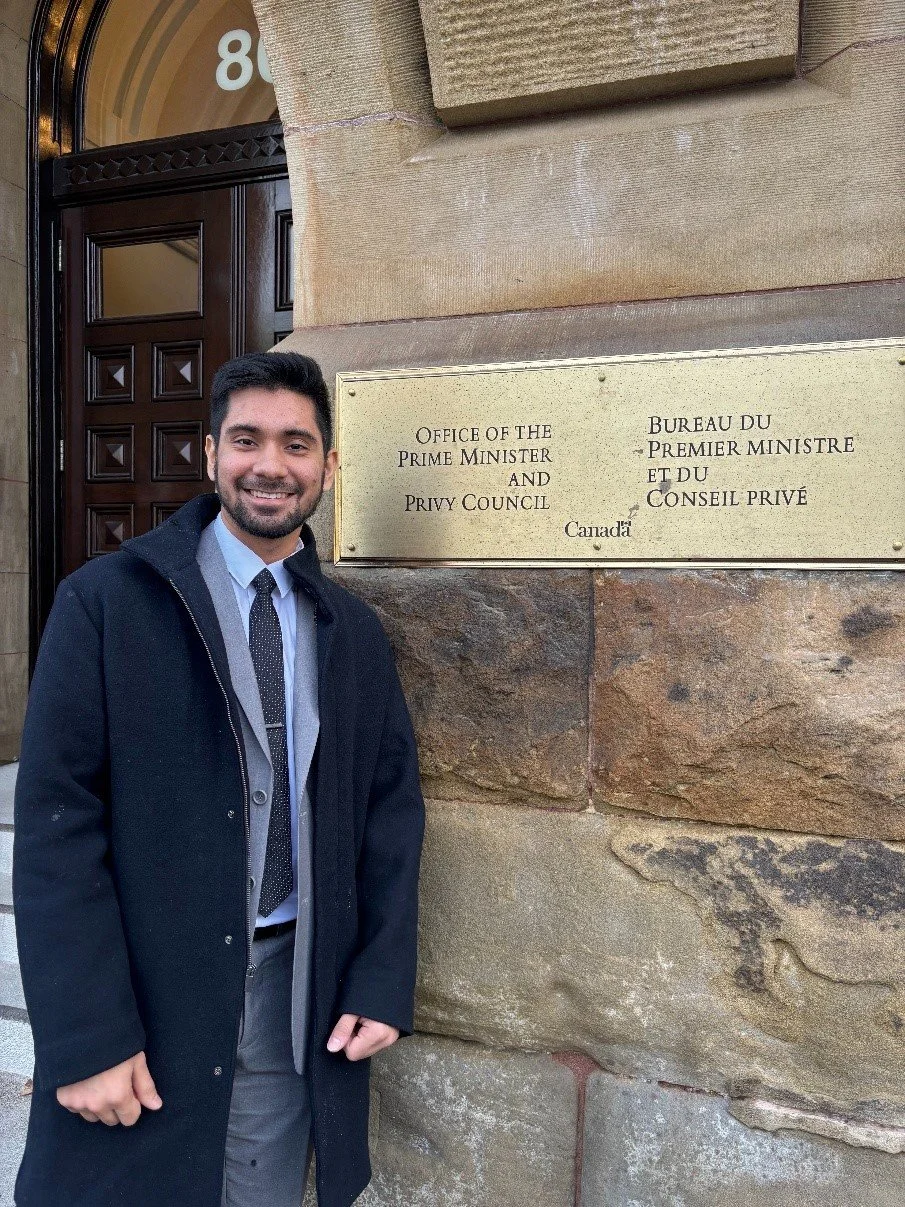 80
OFFICE OF THE
PRIME MINISTER
AND
PRIVY COUNCIL
BUREAU DU
PREMIER MINISTRE
ET DU
CONSEIL PRIVÉ
Canada